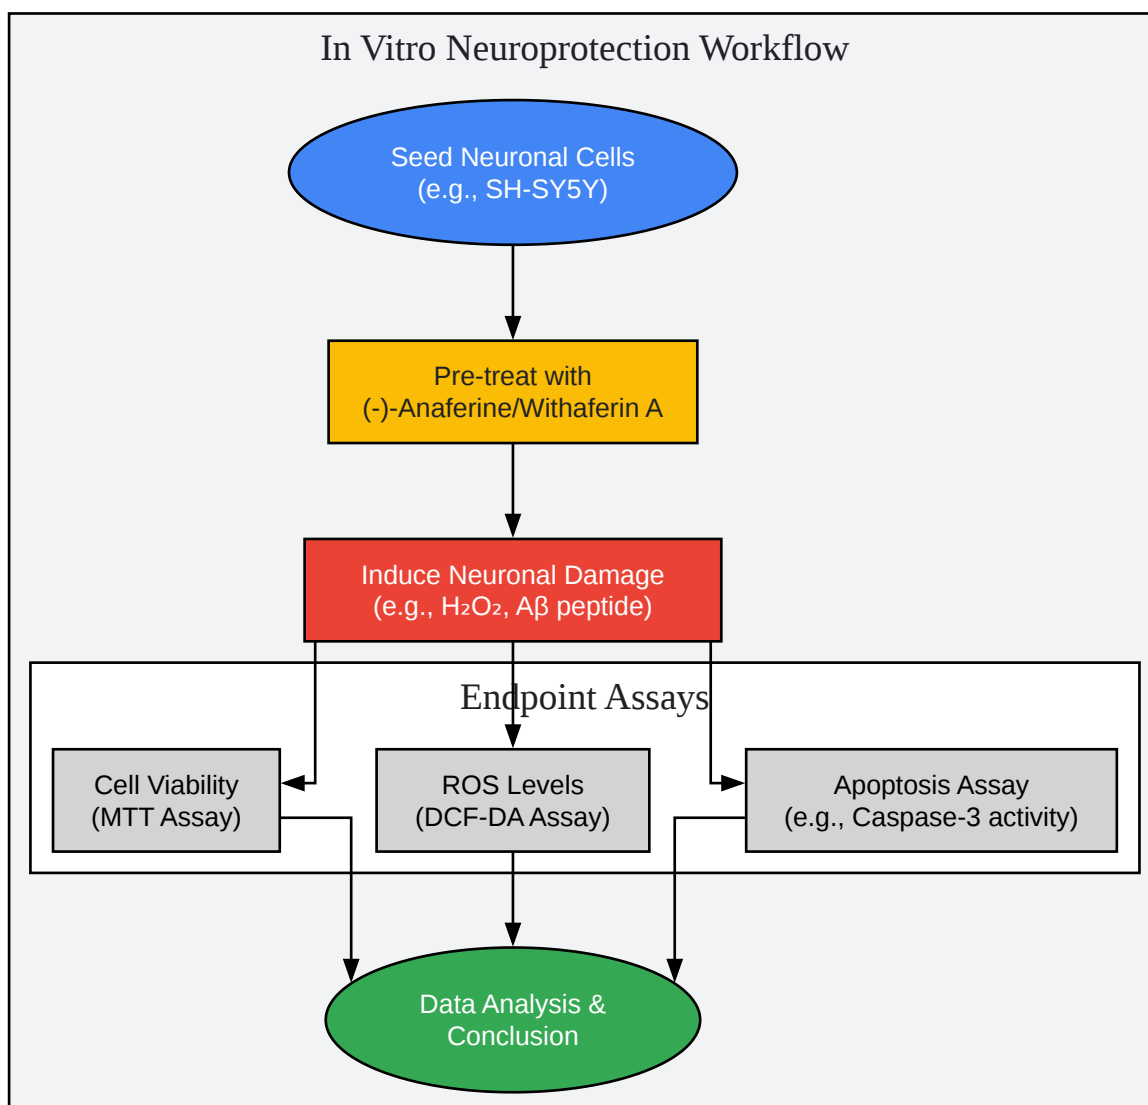 In Vitro Neuroprotection Workflow
Seed Neuronal Cells
(e.g., SH-SY5Y)
Pre-treat with
(-)-Anaferine/Withaferin A
Induce Neuronal Damage
(e.g., H₂O₂, Aβ peptide)
Endpoint Assays
Cell Viability
(MTT Assay)
ROS Levels
(DCF-DA Assay)
Apoptosis Assay
(e.g., Caspase-3 activity)
Data Analysis &
Conclusion